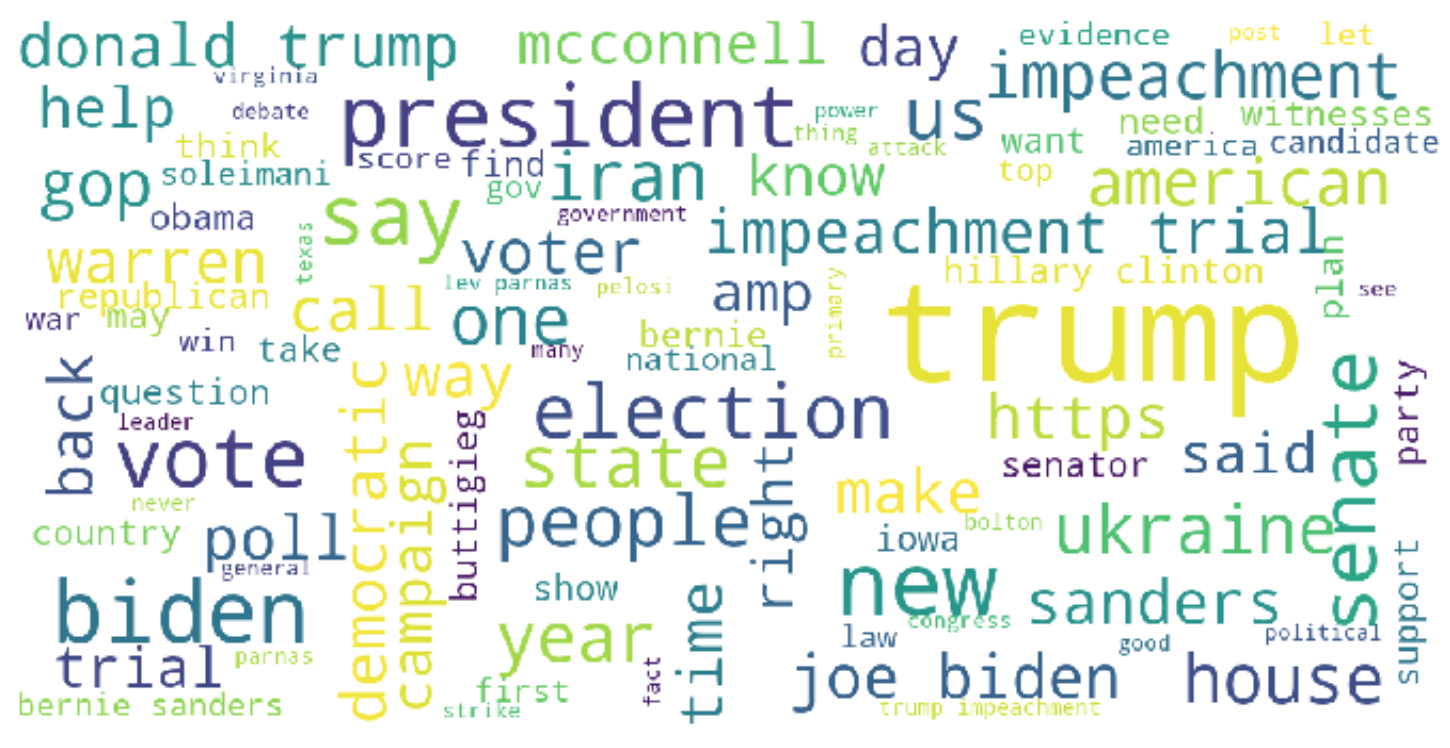 donald trump
mcconnell
day
evidence
post
let
virginia
impeachment
help
debate
president
power
us
witnesses
need
thing
want
america
candidate
think
score
find
attack
top
gop
soleimani
gov
iran
know
american
obama
say
government
impeachment trial
warren
texas
voter
hillary clinton
plan
republican
lev parnas
pelosi
amp
primary
see
war
may
call
one
bernie
trump
win
take
many
national
back
question
democratic
way
election
https
senate
party
leader
vote
campaign
buttigieg
state
right
senator
said
never
make
country
poll
people
bolton
iowa
ukraine
general
biden
show
time
new
sanders
support
congress
law
good
political
trial
parnas
year
joe biden
house
first
fact
bernie sanders
strike
trump impeachment